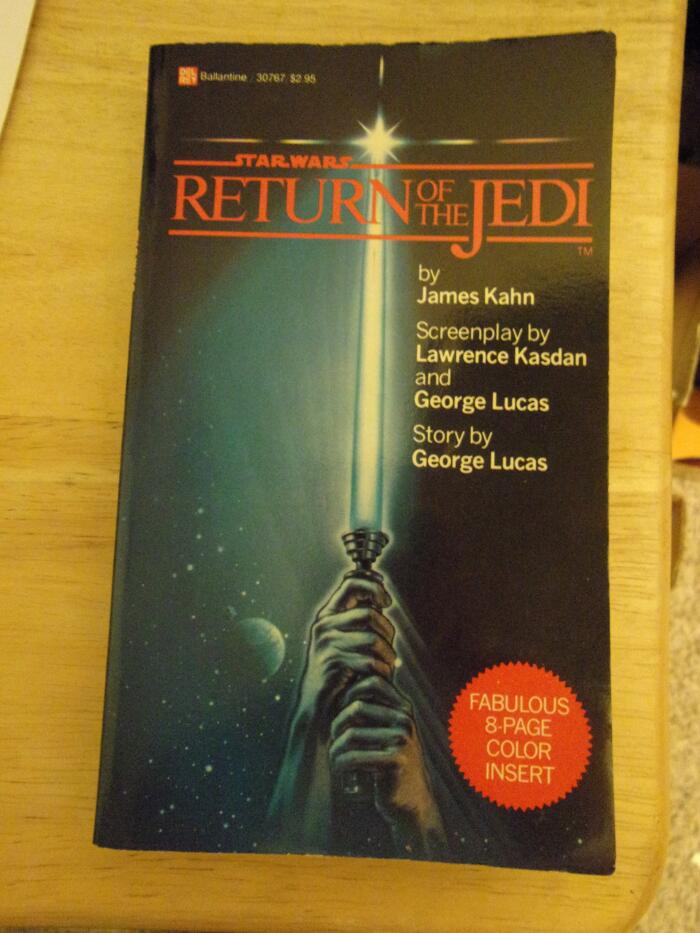 DEL REY Ballantine / 30767 $2.95
STAR WARS
RETURN OF THE JEDI
TM
by
James Kahn
Screenplay by
Lawrence Kasdan
and
George Lucas
Story by
George Lucas
FABULOUS
8-PAGE
COLOR
INSERT